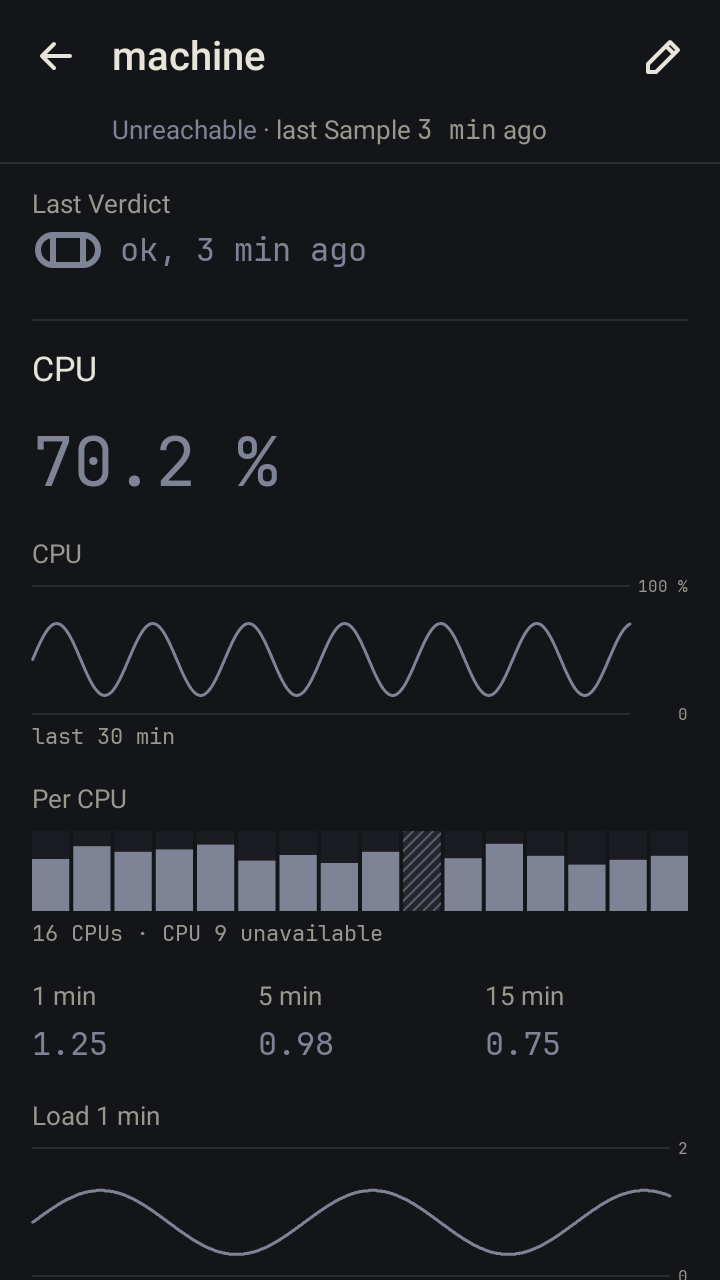 machine
Unreachable · last Sample 3 min ago
Last Verdict
ok, 3 min ago
CPU
70.2 %
CPU
100 %
0
last 30 min
Per CPU
16 CPUs · CPU 9 unavailable
1 min 5 min 15 min
1.25 0.98 0.75
Load 1 min
2
0